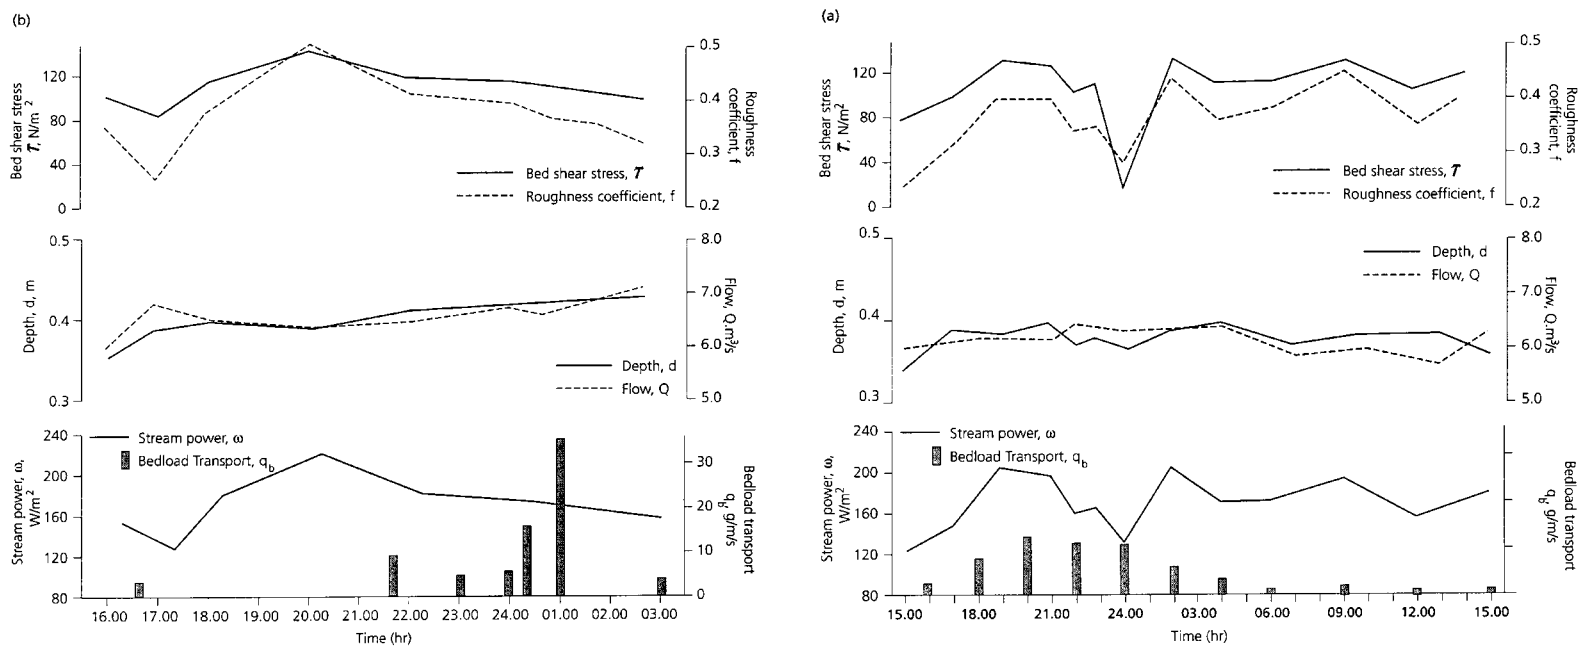 (b)
120
80
40
0
Bed shear stress
T, N/m²
0.5
0.4
0.3
0.2
Roughness
coefficient, f
Bed shear stress, T
Roughness coefficient, f
0.5
0.4
0.3
Depth, d, m
8.0
7.0
6.0
5.0
Flow, Q.m³/s
Depth, d
Flow, Q
240
200
160
120
80
Stream power, ω,
W/m²
Stream power, ω
Bedload Transport, qb
30
20
10
0
Bedload transport
qb, g/m/s
16.00 17.00 18.00 19.00 20.00 21.00 22.00 23.00 24.00 01.00 02.00 03.00
Time (hr)
(a)
120
80
40
0
Bed shear stress
T, N/m²
0.5
0.4
0.3
0.2
Roughness
coefficient, f
Bed shear stress, T
Roughness coefficient, f
0.5
0.4
0.3
Depth, d, m
8.0
7.0
6.0
5.0
Flow, Q.m³/s
Depth, d
Flow, Q
240
200
160
120
80
Stream power, ω,
W/m²
Stream power, ω
Bedload Transport, qb
Bedload transport
qb, g/m/s
15.00 18.00 21.00 24.00 03.00 06.00 09.00 12.00 15.00
Time (hr)